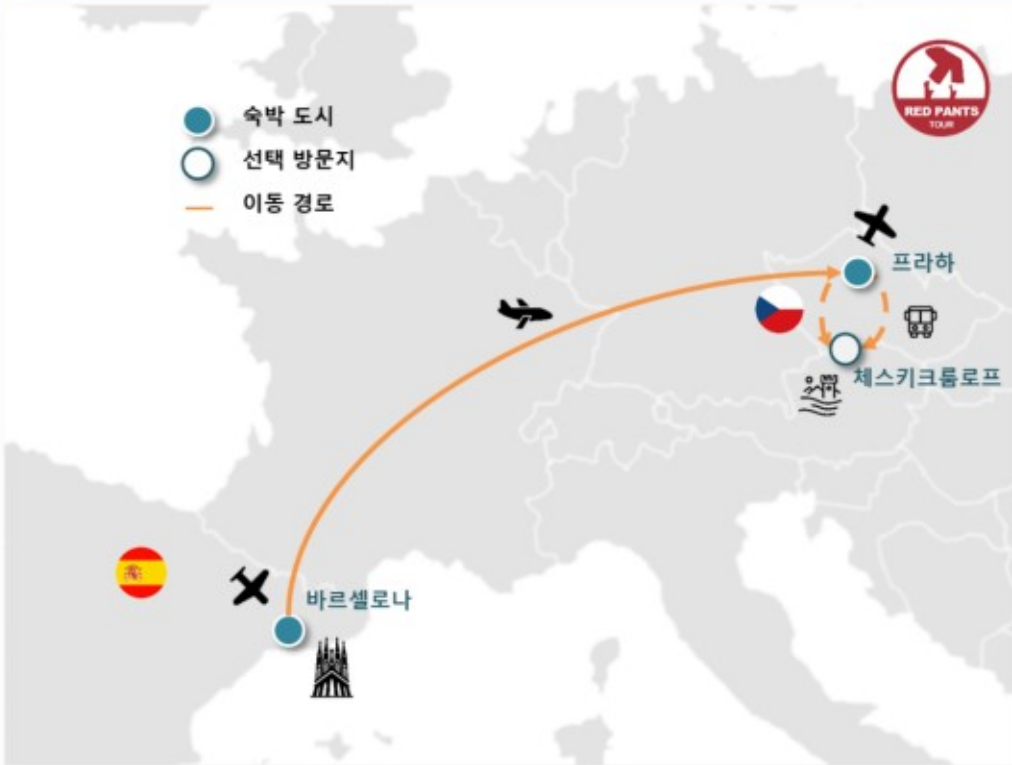 숙박 도시
선택 방문지
이동 경로
RED PANTS
TOUR
프라하
체스키크룸로프
바르셀로나